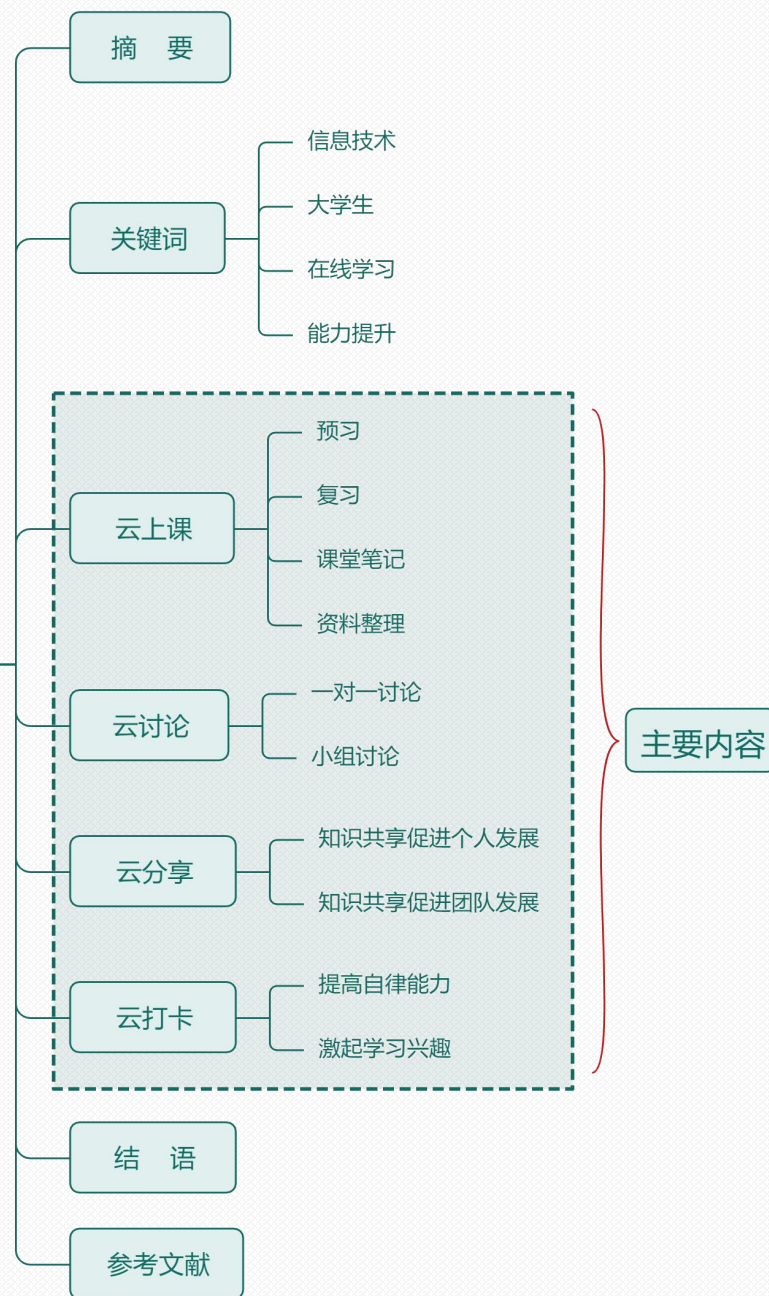 摘 要
关键词
信息技术
大学生
在线学习
能力提升
云上课
预习
复习
课堂笔记
资料整理
云讨论
一对一讨论
小组讨论
云分享
知识共享促进个人发展
知识共享促进团队发展
云打卡
提高自律能力
激起学习兴趣
主要内容
结 语
参考文献